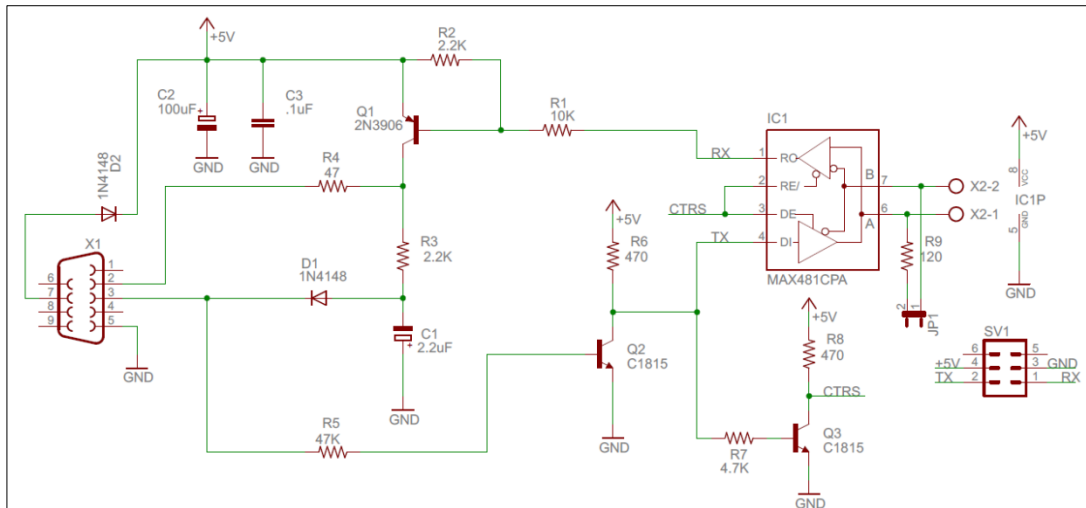 +5V
R2
2.2K
C2
100uF
+
C3
.1uF
Q1
2N3906
R1
10K
IC1
GND
GND
R4
47
1N4148
D2
RX
1
RO
2
RE/
CTRS
3
DE
TX
4
DI
B
7
X2-2
A
6
X2-1
MAX481CPA
+5V
8
VCC
IC1P
GND
5
GND
+5V
R6
470
R9
120
2
1
JP1
X1
1
6
2
7
3
8
4
9
5
GND
R3
2.2K
D1
1N4148
C1
2.2uF
+
GND
Q2
C1815
GND
+5V
R8
470
CTRS
R7
4.7K
Q3
C1815
GND
R5
47K
SV1
6
5
+5V
4
3
GND
TX
2
1
RX